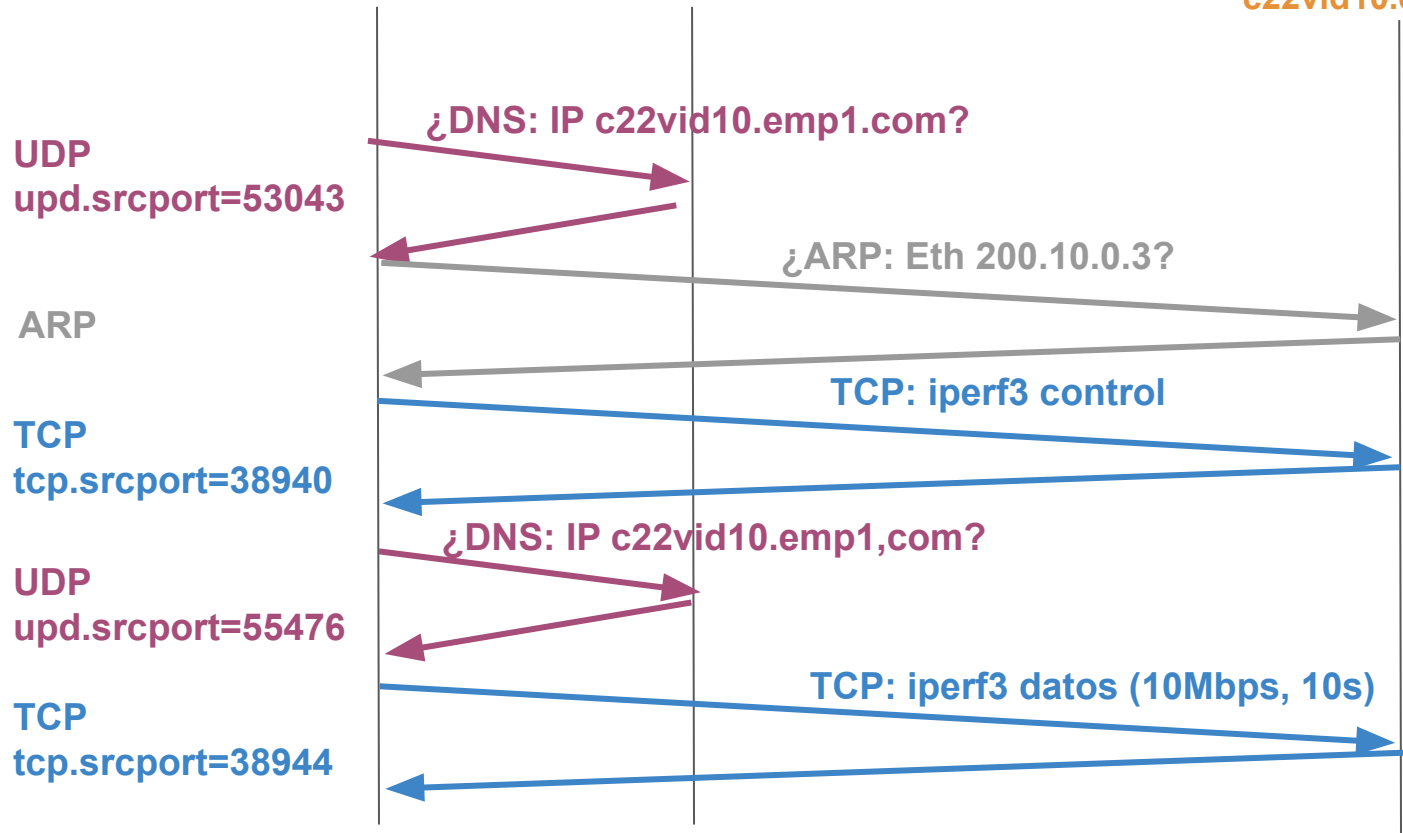 ¿DNS: IP c22vid10.emp1.com?
UDP
upd.srcport=53043
¿ARP: Eth 200.10.0.3?
ARP
TCP: iperf3 control
TCP
tcp.srcport=38940
¿DNS: IP c22vid10.emp1,com?
UDP
upd.srcport=55476
TCP: iperf3 datos (10Mbps, 10s)
TCP
tcp.srcport=38944